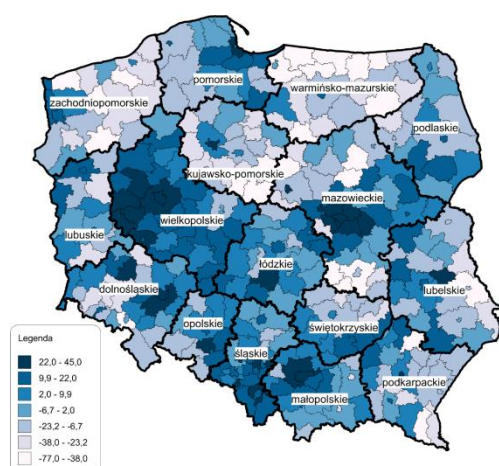 pomorskie
zachodniopomorskie
warmińsko-mazurskie
podlaskie
kujawsko-pomorskie
mazowieckie
wielkopolskie
lubuskie
łódzkie
dolnośląskie
lubelskie
opolskie
świętokrzyskie
śląskie
podkarpackie
małopolskie
Legenda
22,0 - 45,0
9,9 - 22,0
2,0 - 9,9
-6,7 - 2,0
-23,2 - -6,7
-38,0 - -23,2
-77,0 - -38,0